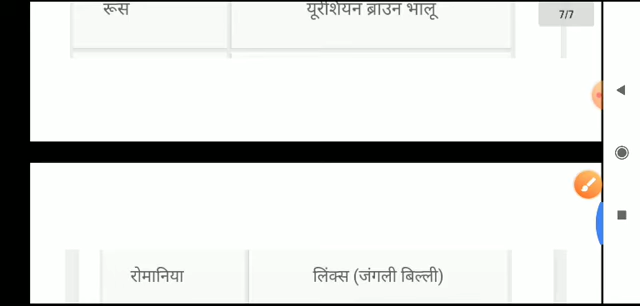 रूस यूरेशियन ब्राउन भालू
7/7
रोमानिया लिंक्स (जंगली बिल्ली)